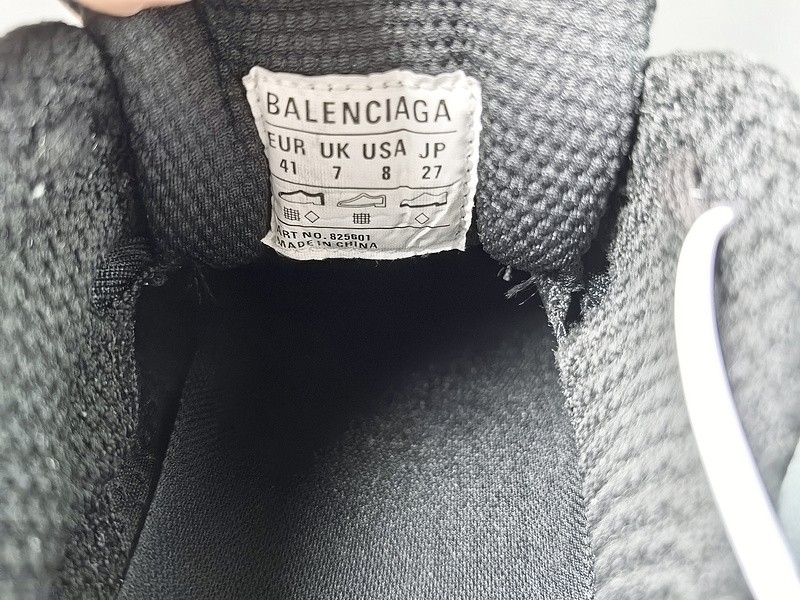 BALENCIAGA
EUR UK USA JP
41 7 8 27
ART NO. 825601
MADE IN CHINA